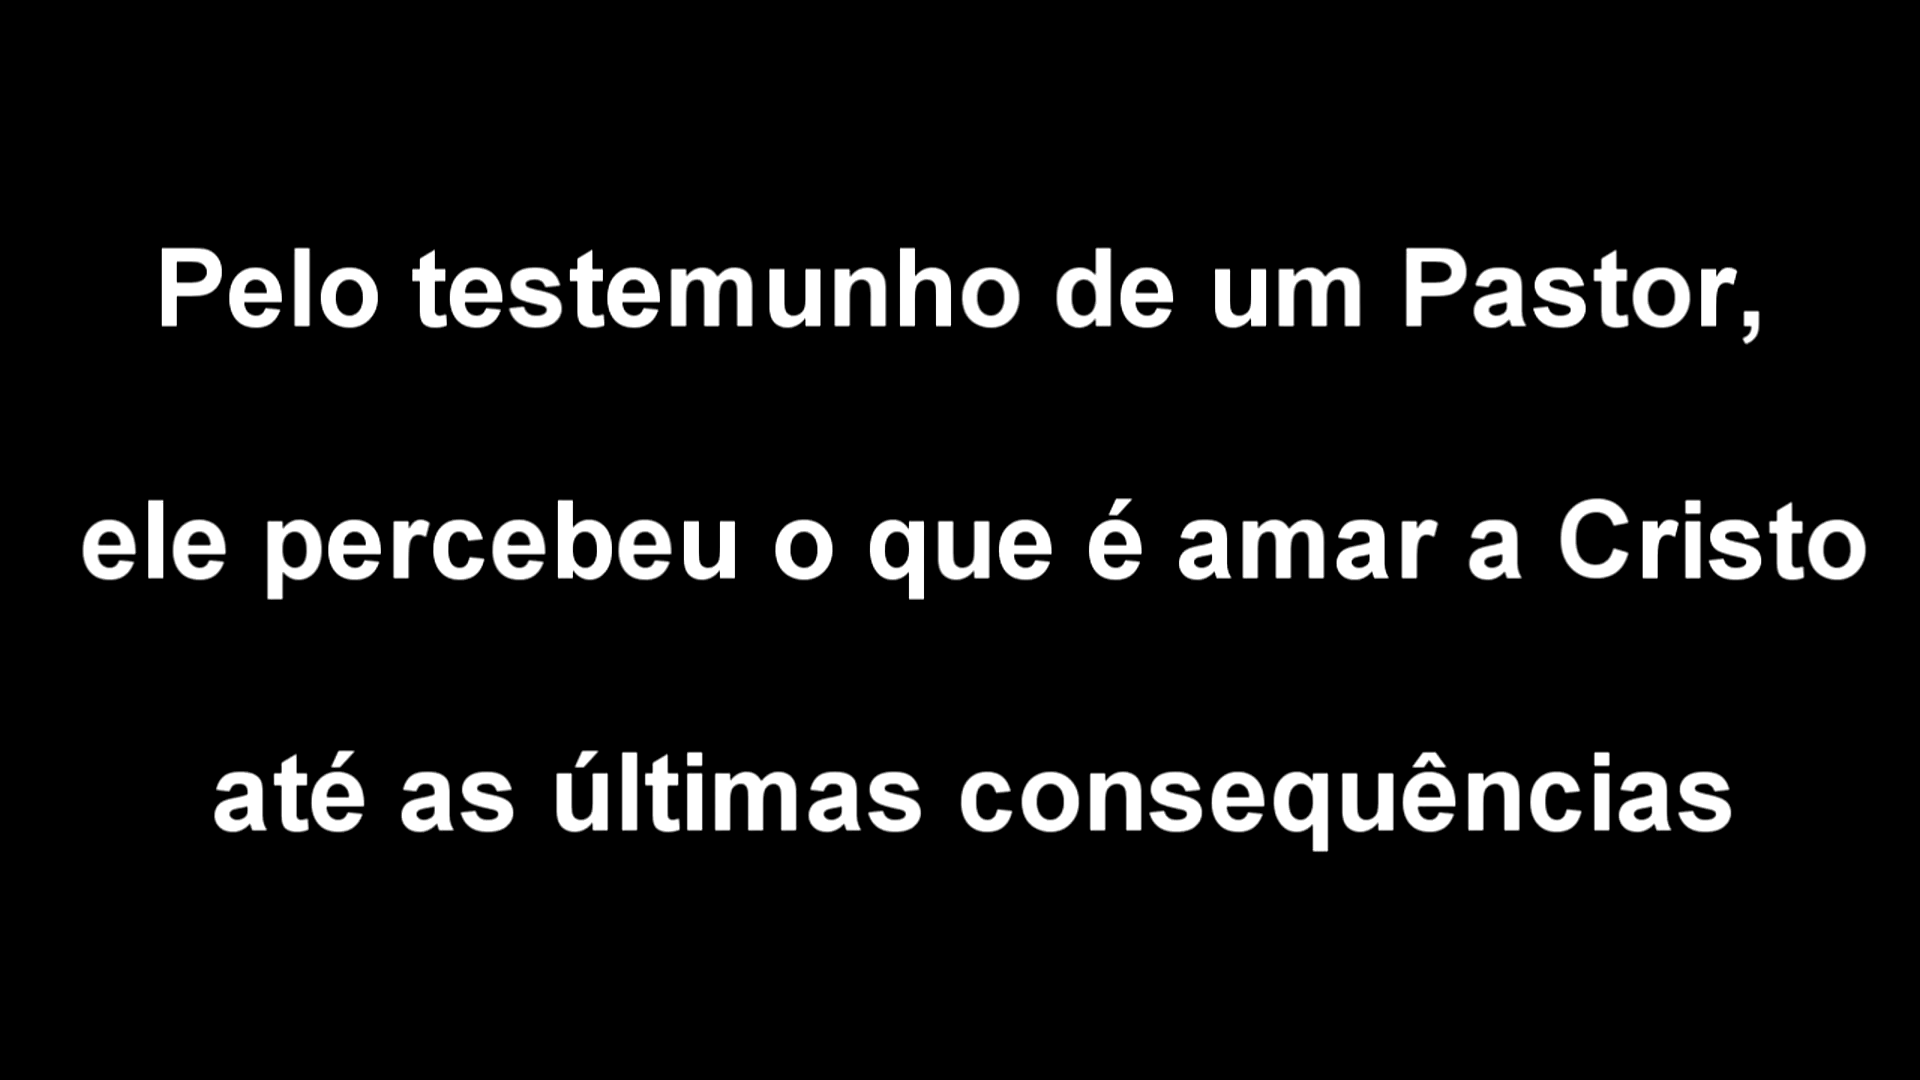 Pelo testemunho de um Pastor,
ele percebeu o que é amar a Cristo
até as últimas consequências